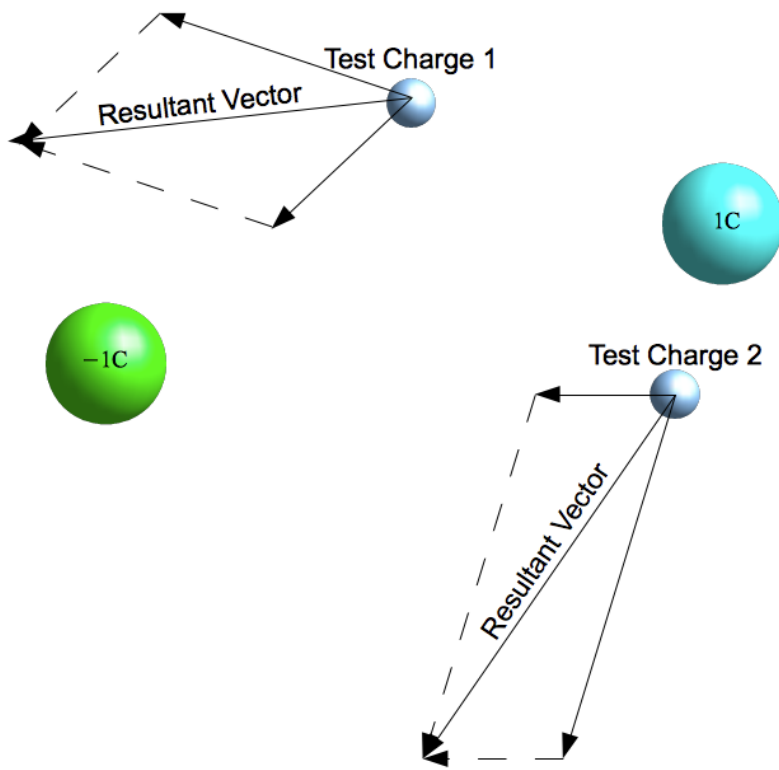 Test Charge 1
Resultant Vector
1C
−1C
Test Charge 2
Resultant Vector